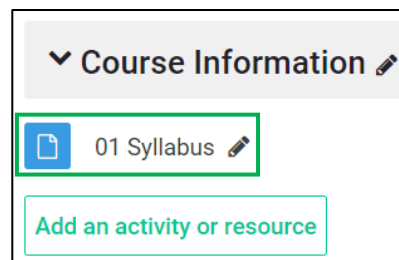 Course Information
01 Syllabus
Add an activity or resource